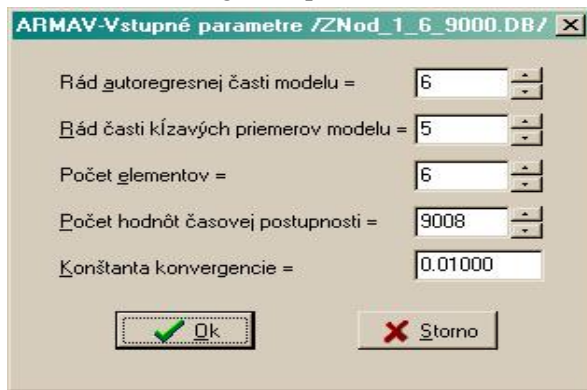 ARMAV-Vstupné parametre /ZNod_1_6_9000.DB/
Rád autoregresnej časti modelu = 6
Rád časti kĺzavých priemerov modelu = 5
Počet elementov = 6
Počet hodnôt časovej postupnosti = 9008
Konštanta konvergencie = 0.01000
Ok Storno